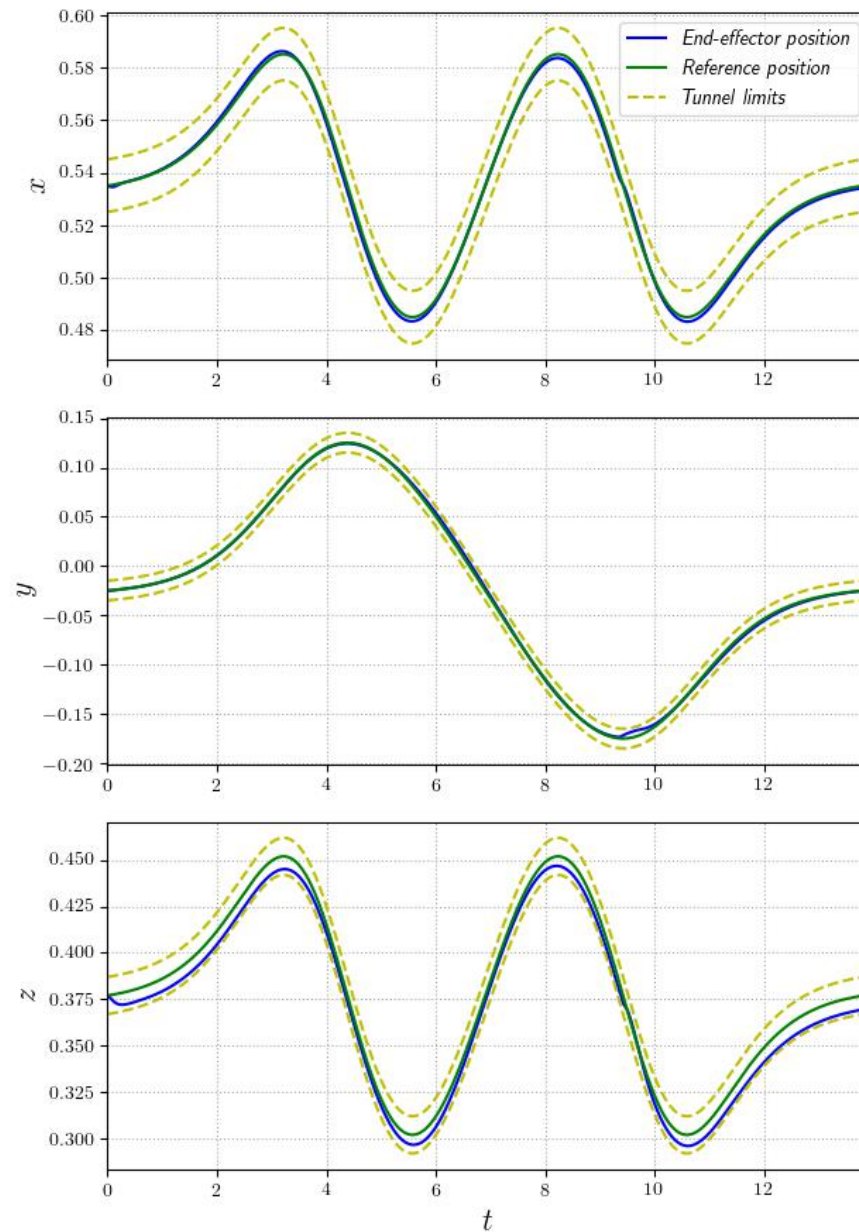 0.60
0.58
0.56
0.54
0.52
0.50
0.48
x
End-effector position
Reference position
Tunnel limits
0 2 4 6 8 10 12
0.15
0.10
0.05
0.00
−0.05
−0.10
−0.15
−0.20
y
0 2 4 6 8 10 12
0.450
0.425
0.400
0.375
0.350
0.325
0.300
z
0 2 4 6 8 10 12
t